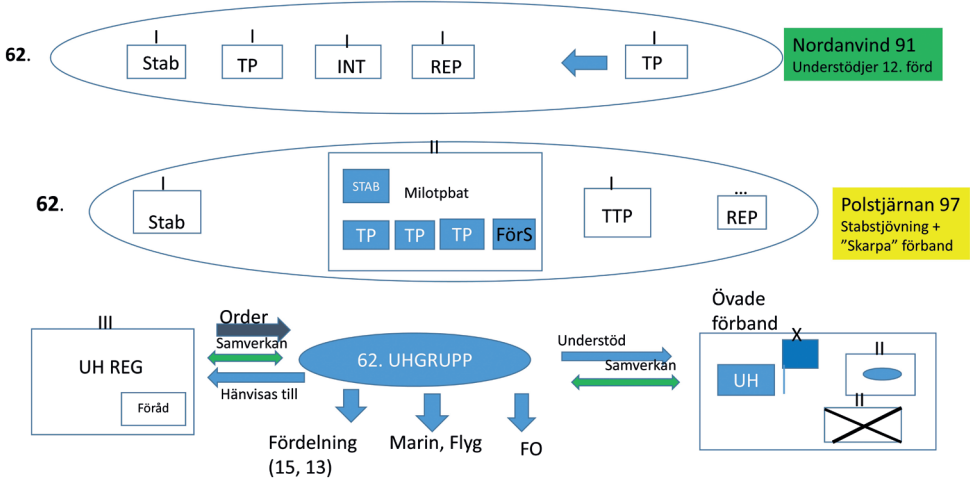 62.
I
Stab
I
TP
I
INT
I
REP
I
TP
Nordanvind 91
Understödjer 12. förd
62.
I
Stab
II
STAB
Milotpbat
TP
TP
TP
FörS
I
TTP
...
REP
Polstjärnan 97
Stabstjövning +
”Skarpa” förband
III
UH REG
Föråd
Order
Samverkan
Hänvisas till
62. UHGRUPP
Fördelning
(15, 13)
Marin, Flyg
FO
Understöd
Samverkan
Övade
förband
X
UH
II
II